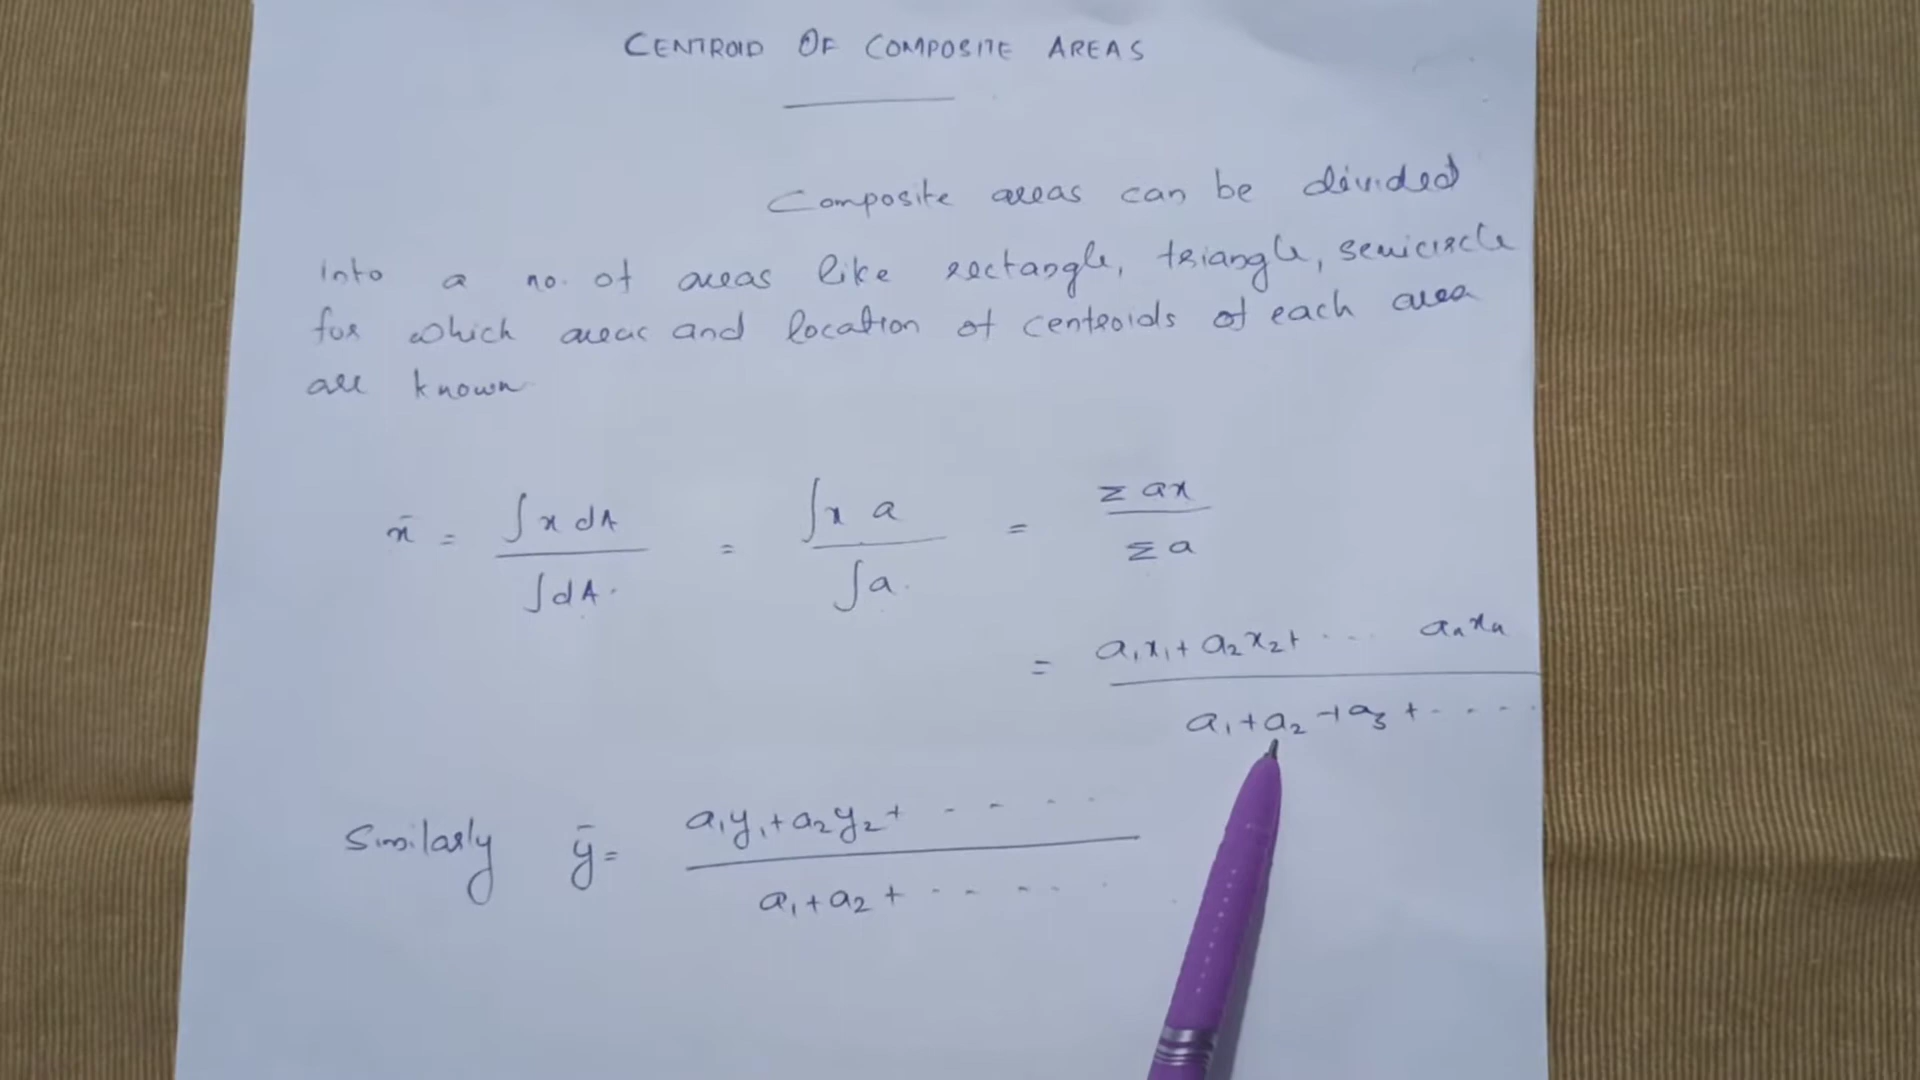 CENTROID OF COMPOSITE AREAS
Composite areas can be divided
into a no. of areas like rectangle, triangle, semicircle
for which areas and location of centroids of each area
are known
x̄ = ∫x dA / ∫dA. = ∫x a / ∫a. = Σ ax / Σ a
= a₁x₁ + a₂x₂ + ... aₙxₙ / a₁ + a₂ + a₃ + ....
Similarly ȳ = a₁y₁ + a₂y₂ + .... / a₁ + a₂ + .....